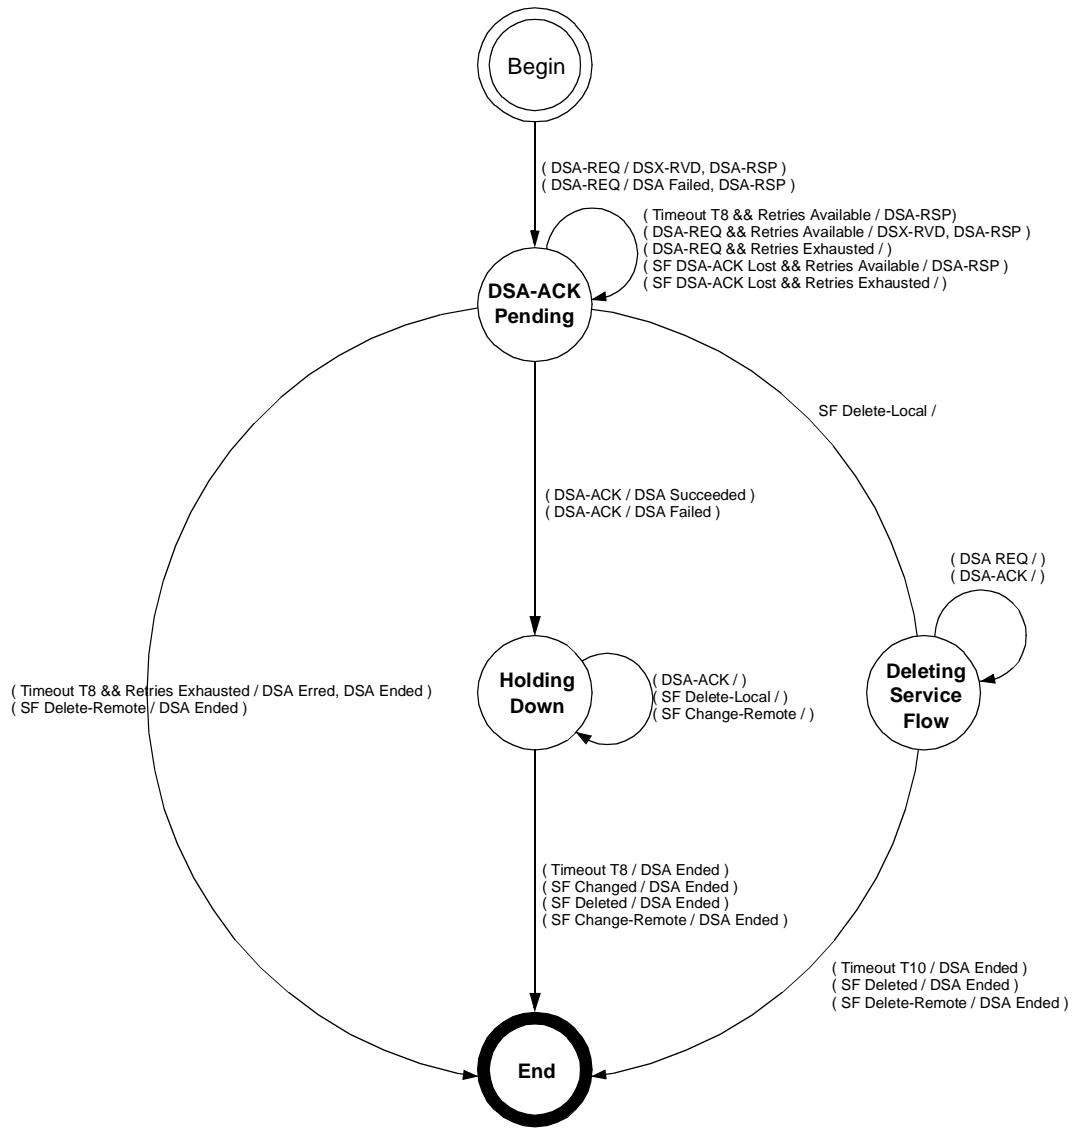 Begin
( DSA-REQ / DSX-RVD, DSA-RSP )
( DSA-REQ / DSA Failed, DSA-RSP )
( Timeout T8 && Retries Available / DSA-RSP)
( DSA-REQ && Retries Available / DSX-RVD, DSA-RSP )
( DSA-REQ && Retries Exhausted / )
( SF DSA-ACK Lost && Retries Available / DSA-RSP )
( SF DSA-ACK Lost && Retries Exhausted / )
DSA-ACK
Pending
SF Delete-Local /
( DSA-ACK / DSA Succeeded )
( DSA-ACK / DSA Failed )
( DSA REQ / )
( DSA-ACK / )
Holding
Down
( DSA-ACK / )
( SF Delete-Local / )
( SF Change-Remote / )
Deleting
Service
Flow
( Timeout T8 && Retries Exhausted / DSA Erred, DSA Ended )
( SF Delete-Remote / DSA Ended )
( Timeout T8 / DSA Ended )
( SF Changed / DSA Ended )
( SF Deleted / DSA Ended )
( SF Change-Remote / DSA Ended )
( Timeout T10 / DSA Ended )
( SF Deleted / DSA Ended )
( SF Delete-Remote / DSA Ended )
End